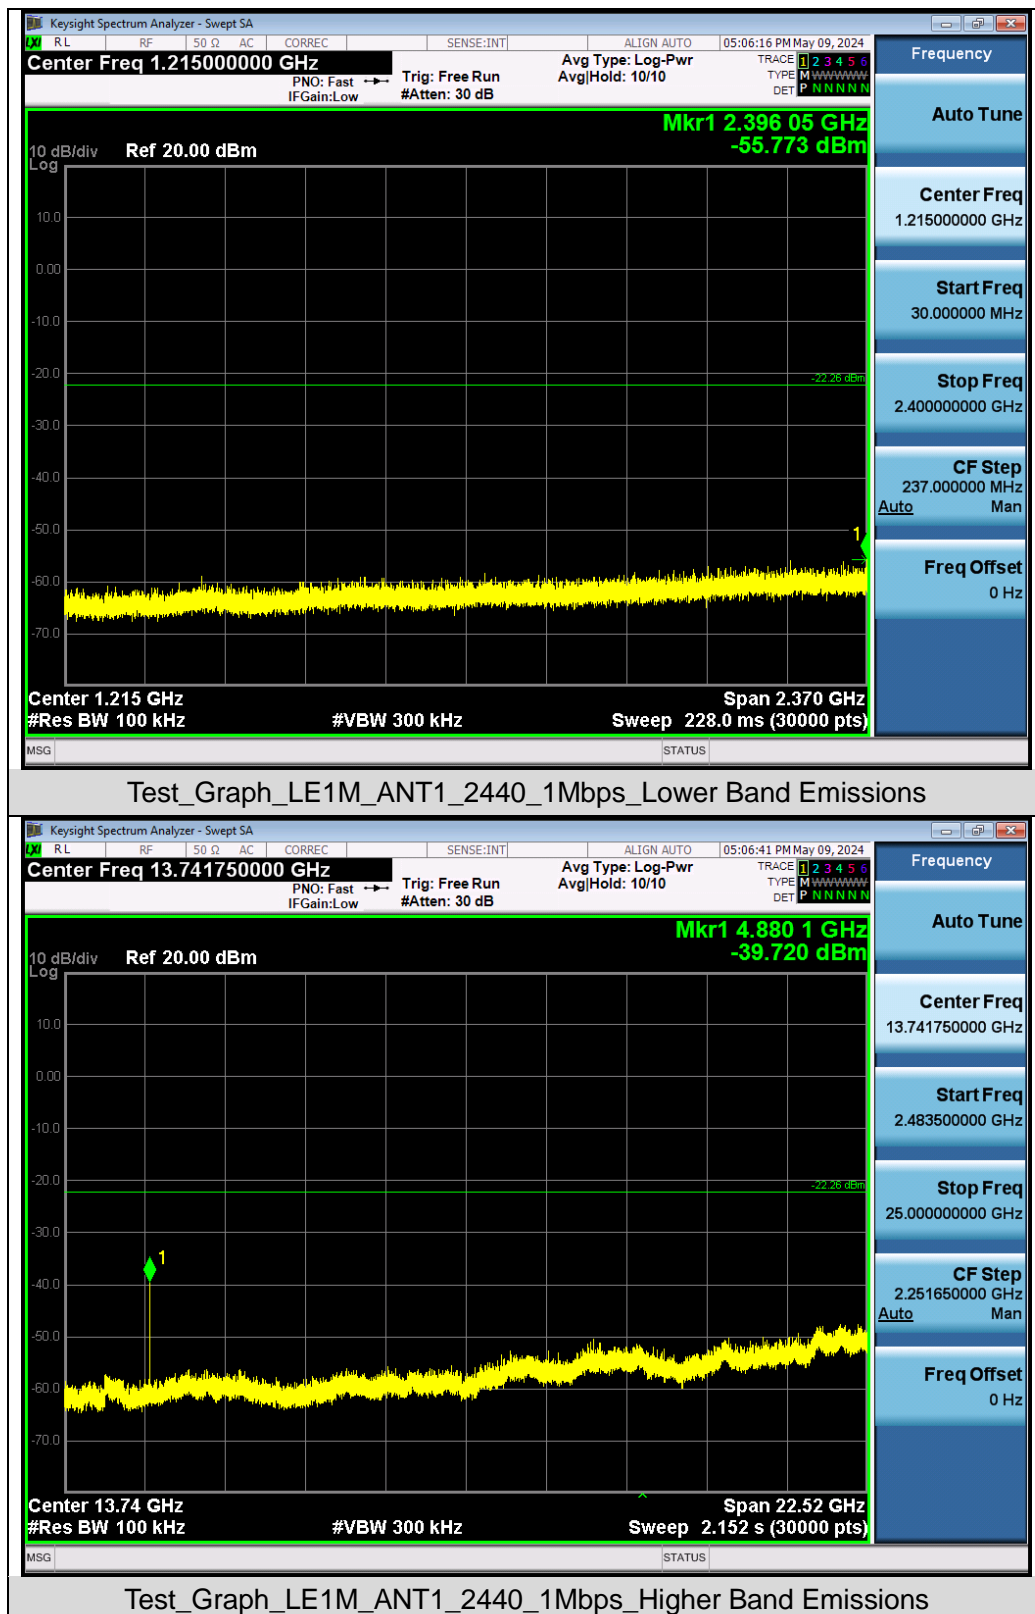 Keysight Spectrum Analyzer - Swept SA
LXI RL RF 50 Ω AC CORREC SENSE:INT ALIGN AUTO 05:06:16 PM May 09, 2024
Center Freq 1.215000000 GHz
PNO: Fast
IFGain:Low
Trig: Free Run
#Atten: 30 dB
Avg Type: Log-Pwr
Avg|Hold: 10/10
TRACE 1 2 3 4 5 6
TYPE M WWWWW
DET P N N N N N
Mkr1 2.396 05 GHz
-55.773 dBm
10 dB/div Ref 20.00 dBm
Log
10.0
0.00
-10.0
-20.0
-22.26 dBm
-30.0
-40.0
-50.0
1
-60.0
-70.0
Center 1.215 GHz Span 2.370 GHz
#Res BW 100 kHz #VBW 300 kHz Sweep 228.0 ms (30000 pts)
MSG STATUS
Frequency
Auto Tune
Center Freq
1.215000000 GHz
Start Freq
30.000000 MHz
Stop Freq
2.400000000 GHz
CF Step
237.000000 MHz
Auto Man
Freq Offset
0 Hz
Test_Graph_LE1M_ANT1_2440_1Mbps_Lower Band Emissions
Keysight Spectrum Analyzer - Swept SA
LXI RL RF 50 Ω AC CORREC SENSE:INT ALIGN AUTO 05:06:41 PM May 09, 2024
Center Freq 13.741750000 GHz
PNO: Fast
IFGain:Low
Trig: Free Run
#Atten: 30 dB
Avg Type: Log-Pwr
Avg|Hold: 10/10
TRACE 1 2 3 4 5 6
TYPE M WWWWW
DET P N N N N N
Mkr1 4.880 1 GHz
-39.720 dBm
10 dB/div Ref 20.00 dBm
Log
10.0
0.00
-10.0
-20.0
-22.26 dBm
-30.0
1
-40.0
-50.0
-60.0
-70.0
Center 13.74 GHz Span 22.52 GHz
#Res BW 100 kHz #VBW 300 kHz Sweep 2.152 s (30000 pts)
MSG STATUS
Frequency
Auto Tune
Center Freq
13.741750000 GHz
Start Freq
2.483500000 GHz
Stop Freq
25.000000000 GHz
CF Step
2.251650000 GHz
Auto Man
Freq Offset
0 Hz
Test_Graph_LE1M_ANT1_2440_1Mbps_Higher Band Emissions